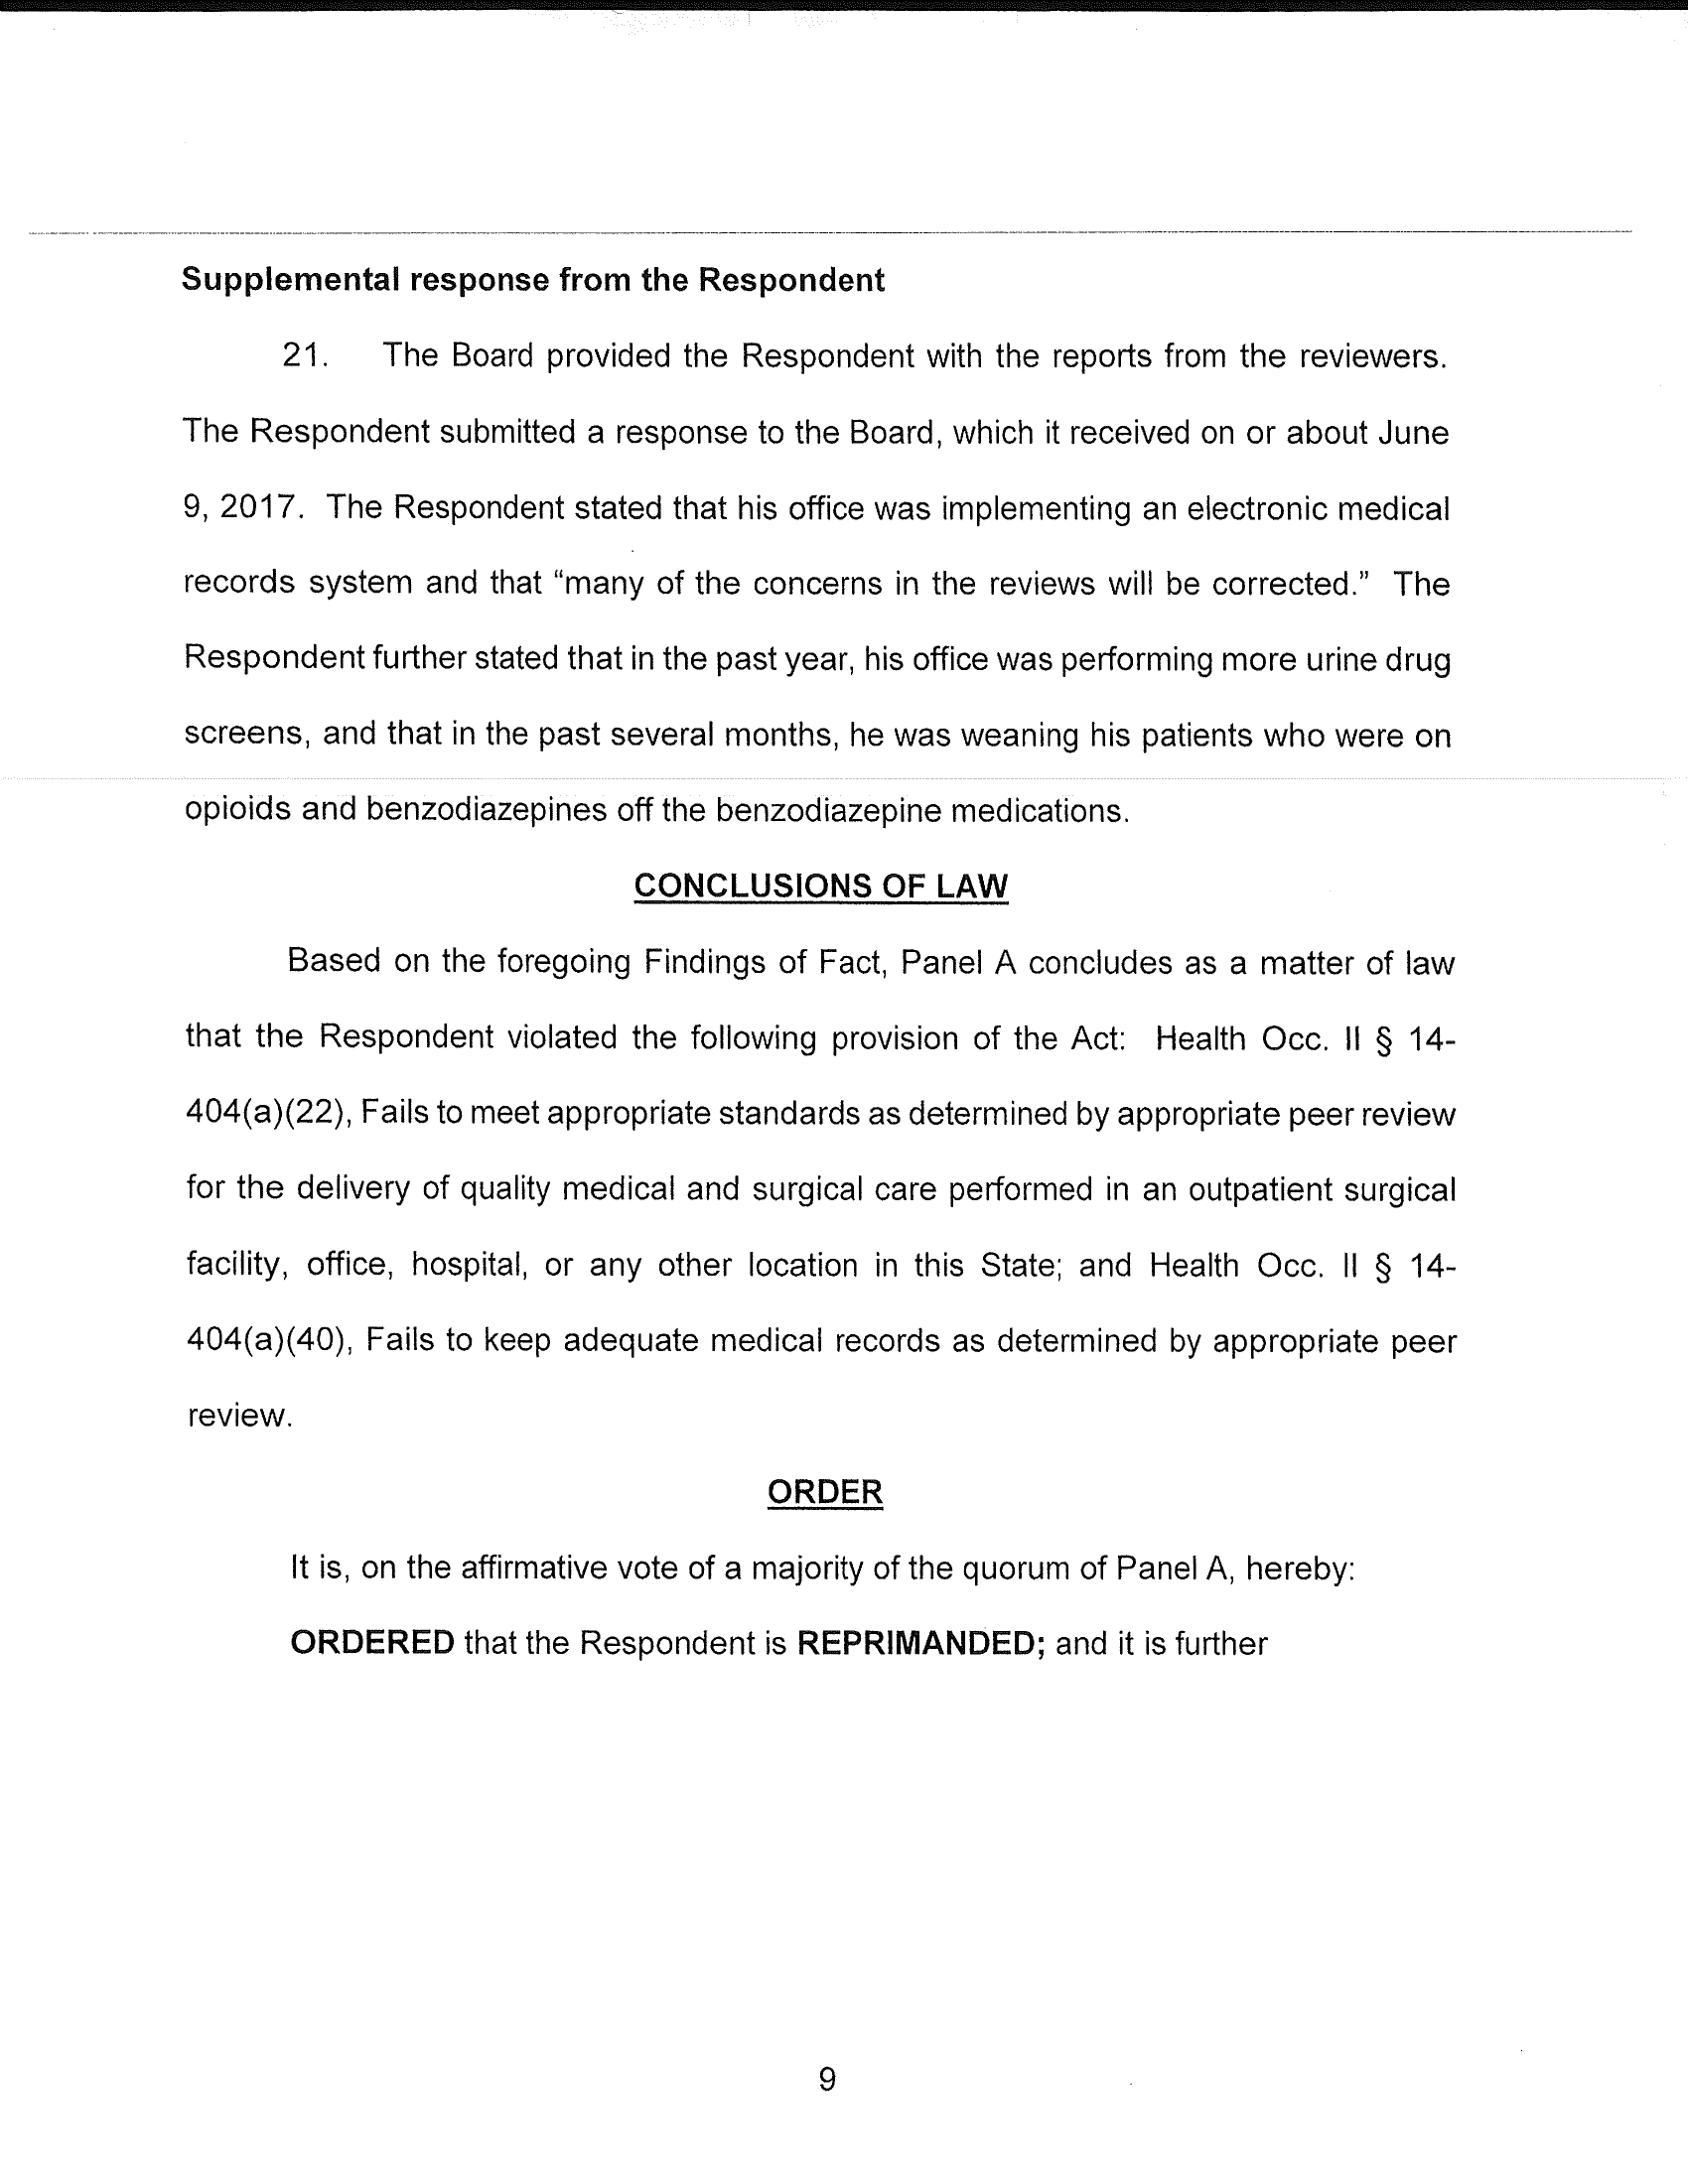 Supplemental response from the Respondent
21. The Board provided the Respondent with the reports from the reviewers.
The Respondent submitted a response to the Board, which it received on or about June
9, 2017. The Respondent stated that his office was implementing an electronic medical
records system and that “many of the concerns in the reviews will be corrected.” The
Respondent further stated that in the past year, his office was performing more urine drug
screens, and that in the past several months, he was weaning his patients who were on
opioids and benzodiazepines off the benzodiazepine medications.
CONCLUSIONS OF LAW
Based on the foregoing Findings of Fact, Panel A concludes as a matter of law
that the Respondent violated the following provision of the Act: Health Occ. II § 14-
404(a)(22), Fails to meet appropriate standards as determined by appropriate peer review
for the delivery of quality medical and surgical care performed in an outpatient surgical
facility, office, hospital, or any other location in this State; and Health Occ. II § 14-
404(a)(40), Fails to keep adequate medical records as determined by appropriate peer
review.
ORDER
It is, on the affirmative vote of a majority of the quorum of Panel A, hereby:
ORDERED that the Respondent is REPRIMANDED; and it is further
9